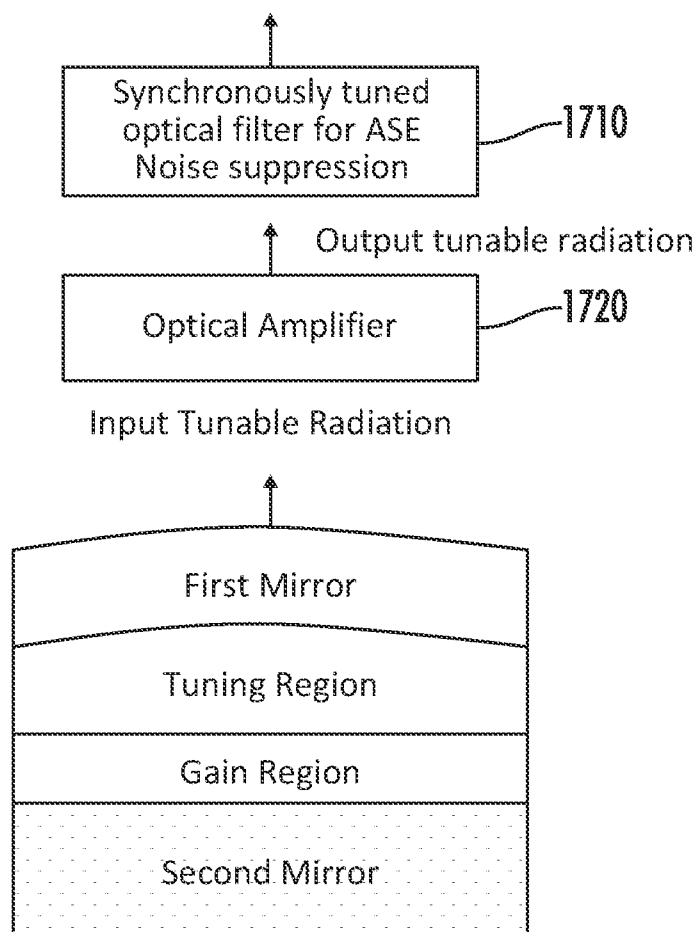 Synchronously tuned
optical filter for ASE
Noise suppression
1710
Output tunable radiation
Optical Amplifier
1720
Input Tunable Radiation
First Mirror
Tuning Region
Gain Region
Second Mirror